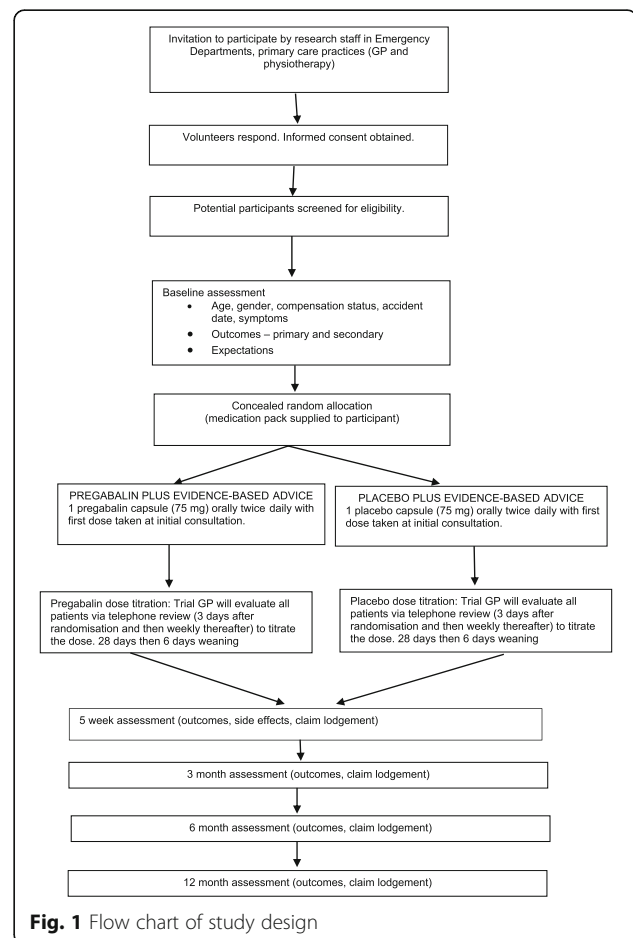 Invitation to participate by research staff in Emergency
Departments, primary care practices (GP and
physiotherapy)
Volunteers respond. Informed consent obtained.
Potential participants screened for eligibility.
Baseline assessment
• Age, gender, compensation status, accident
date, symptoms
• Outcomes – primary and secondary
• Expectations
Concealed random allocation
(medication pack supplied to participant)
PREGABALIN PLUS EVIDENCE-BASED ADVICE
1 pregabalin capsule (75 mg) orally twice daily with
first dose taken at initial consultation.
PLACEBO PLUS EVIDENCE-BASED ADVICE
1 placebo capsule (75 mg) orally twice daily with first
dose taken at initial consultation.
Pregabalin dose titration: Trial GP will evaluate all
patients via telephone review (3 days after
randomisation and then weekly thereafter) to titrate
the dose. 28 days then 6 days weaning
Placebo dose titration: Trial GP will evaluate all
patients via telephone review (3 days after
randomisation and then weekly thereafter) to titrate
the dose. 28 days then 6 days weaning
5 week assessment (outcomes, side effects, claim lodgement)
3 month assessment (outcomes, claim lodgement)
6 month assessment (outcomes, claim lodgement)
12 month assessment (outcomes, claim lodgement)
Fig. 1 Flow chart of study design